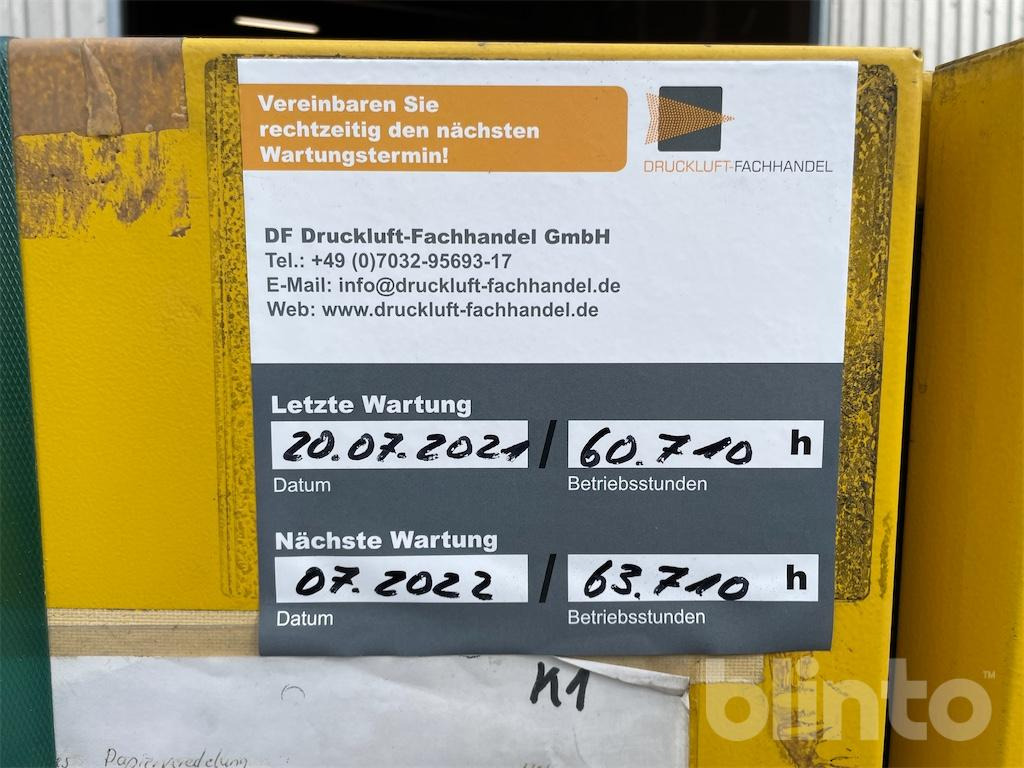 Vereinbaren Sie
rechtzeitig den nächsten
Wartungstermin!
DRUCKLUFT-FACHHANDEL
DF Druckluft-Fachhandel GmbH
Tel.: +49 (0)7032-95693-17
E-Mail: info@druckluft-fachhandel.de
Web: www.druckluft-fachhandel.de
Letzte Wartung
20.07.2021 / 60.710 h
Datum Betriebsstunden
Nächste Wartung
07.2022 / 63.710 h
Datum Betriebsstunden
K1
Papierveredelung
blinto™